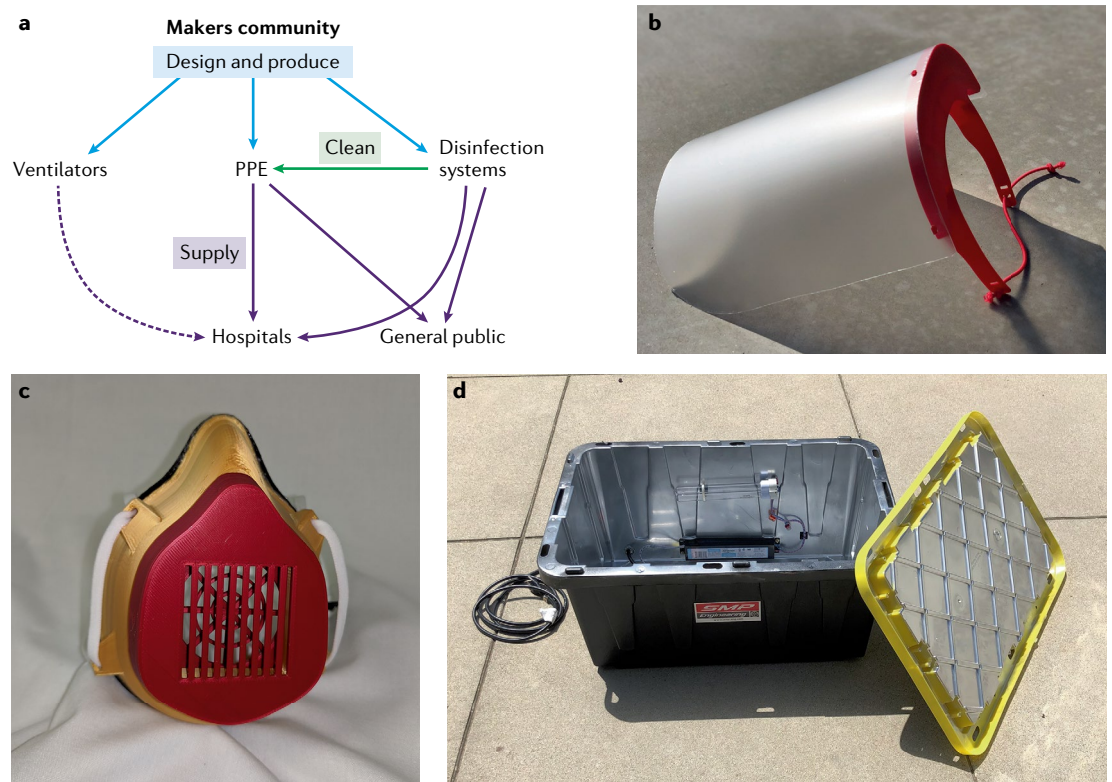 a
Makers community
Design and produce
Clean
Disinfection
systems
Ventilators
PPE
Supply
Hospitals
General public
b
c
d
SMP
Engineering